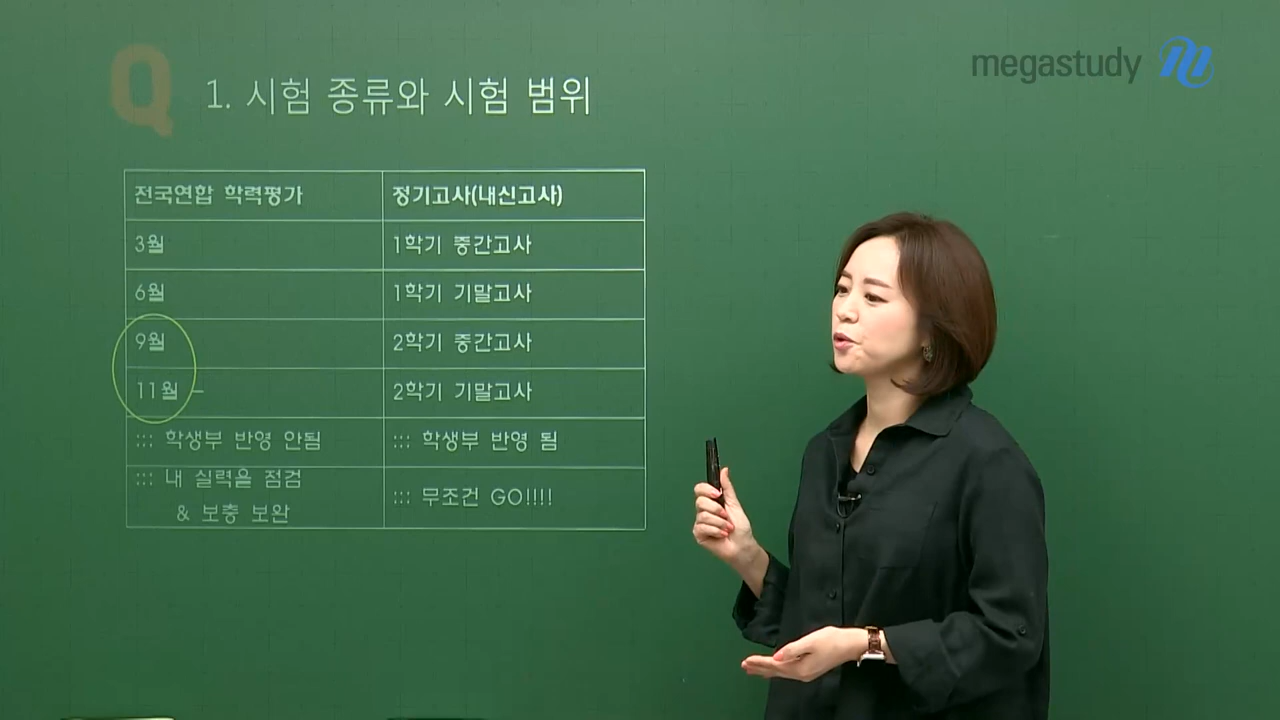 megastudy
Q 1. 시험 종류와 시험 범위
전국연합 학력평가 정기고사(내신고사)
3월 1학기 중간고사
6월 1학기 기말고사
9월 2학기 중간고사
11월 2학기 기말고사
::: 학생부 반영 안됨 ::: 학생부 반영 됨
::: 내 실력을 점검
& 보충 보완
::: 무조건 GO!!!!